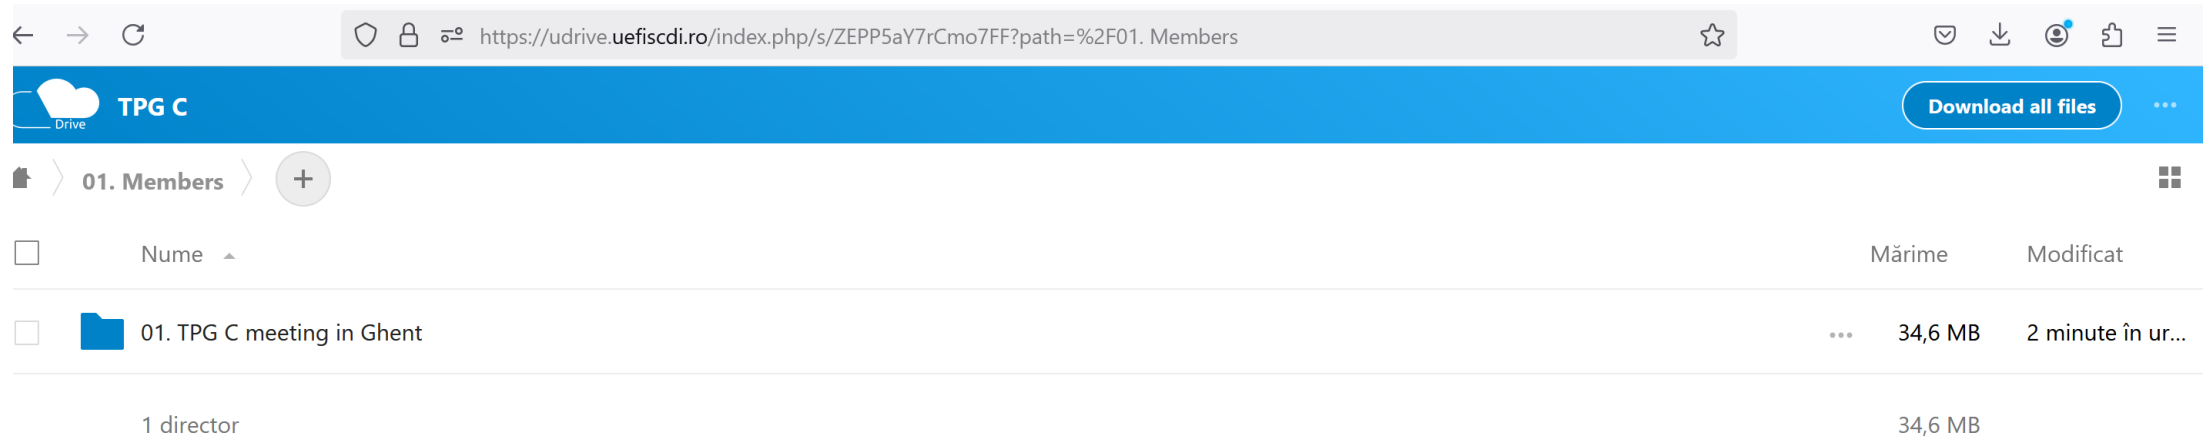 https://udrive.uefiscdi.ro/index.php/s/ZEPP5aY7rCmo7FF?path=%2F01. Members
Drive
TPG C
Download all files
01. Members
Nume Mărime Modificat
01. TPG C meeting in Ghent 34,6 MB 2 minute în ur...
1 director 34,6 MB